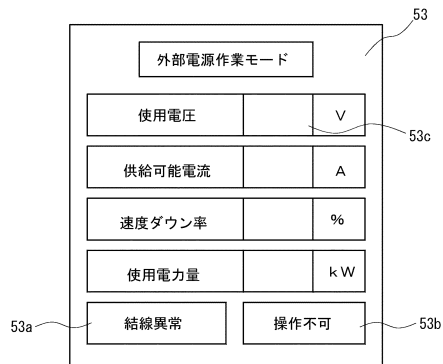 53
外部電源作業モード
使用電圧 V
53c
供給可能電流 A
速度ダウン率 %
使用電力量 kW
53a 結線異常 操作不可 53b